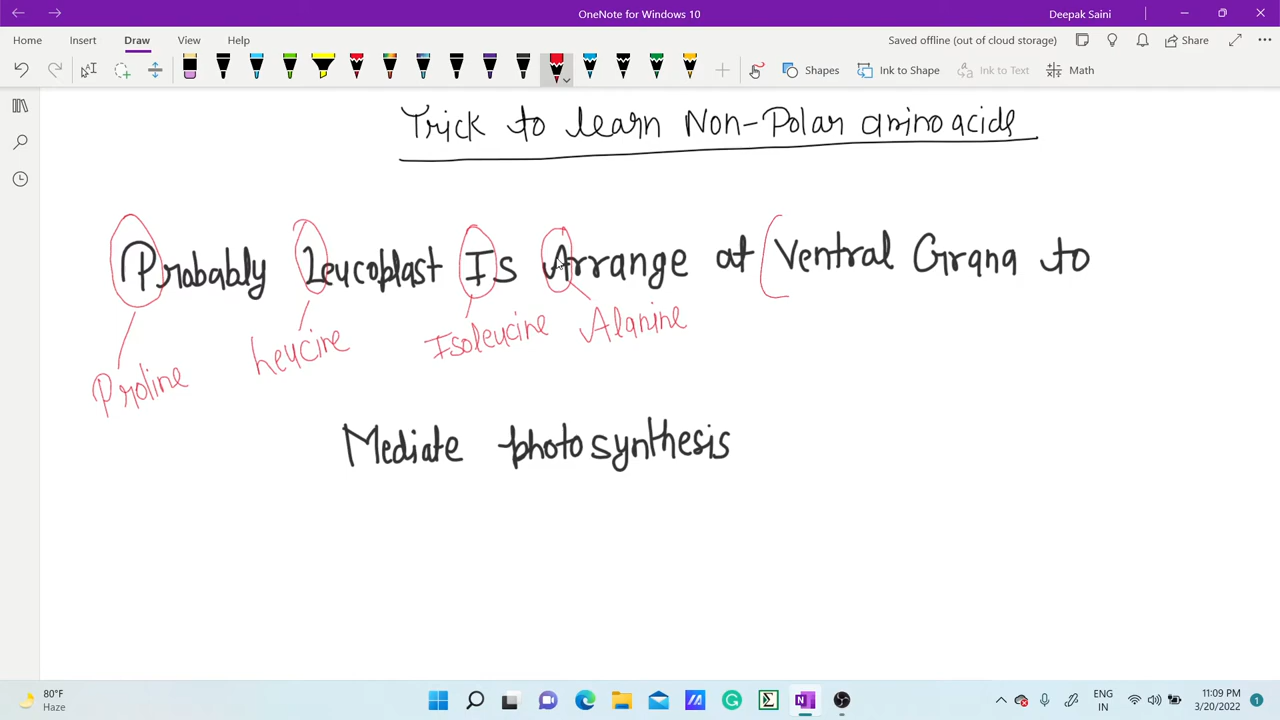 OneNote for Windows 10
Deepak Saini
Home Insert Draw View Help
Saved offline (out of cloud storage)
Share
Shapes
Ink to Shape
Ink to Text
Math
Trick to learn Non-Polar amino acids
Probably Leucoplast Is Arrange at Ventral Grana to
Proline Leucine Isoleucine Alanine
Mediate photosynthesis
80°F
Haze
ENG
IN
1:09 PM
3/20/2022
1